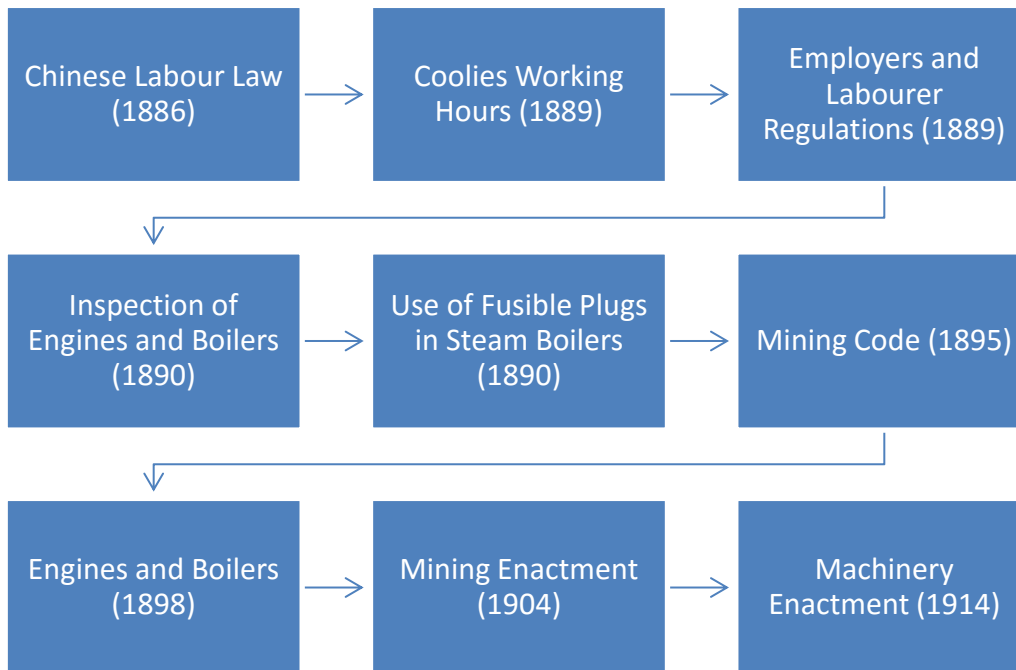 Chinese Labour Law
(1886)
Coolies Working
Hours (1889)
Employers and
Labourer
Regulations (1889)
Inspection of
Engines and Boilers
(1890)
Use of Fusible Plugs
in Steam Boilers
(1890)
Mining Code (1895)
Engines and Boilers
(1898)
Mining Enactment
(1904)
Machinery
Enactment (1914)